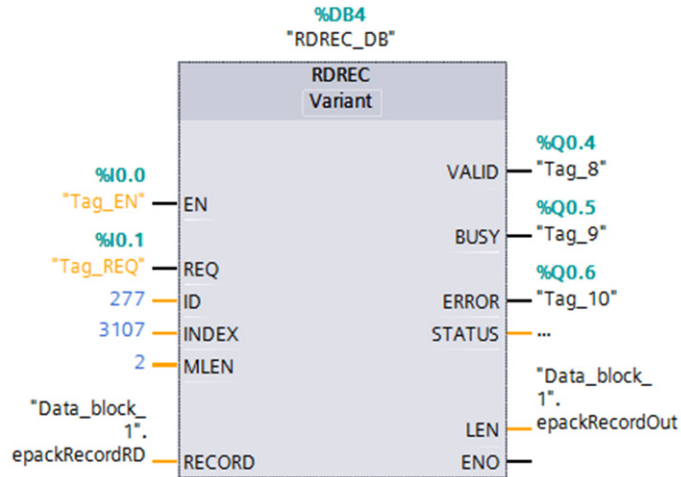 %DB4
"RDREC_DB"
RDREC
Variant
%Q0.4
VALID "Tag_8"
%I0.0
"Tag_EN" EN
%Q0.5
BUSY "Tag_9"
%I0.1
"Tag_REQ" REQ
%Q0.6
277 ID ERROR "Tag_10"
3107 INDEX STATUS ...
2 MLEN
"Data_block_
1".
LEN epackRecordOut
"Data_block_
1".
epackRecordRD RECORD ENO